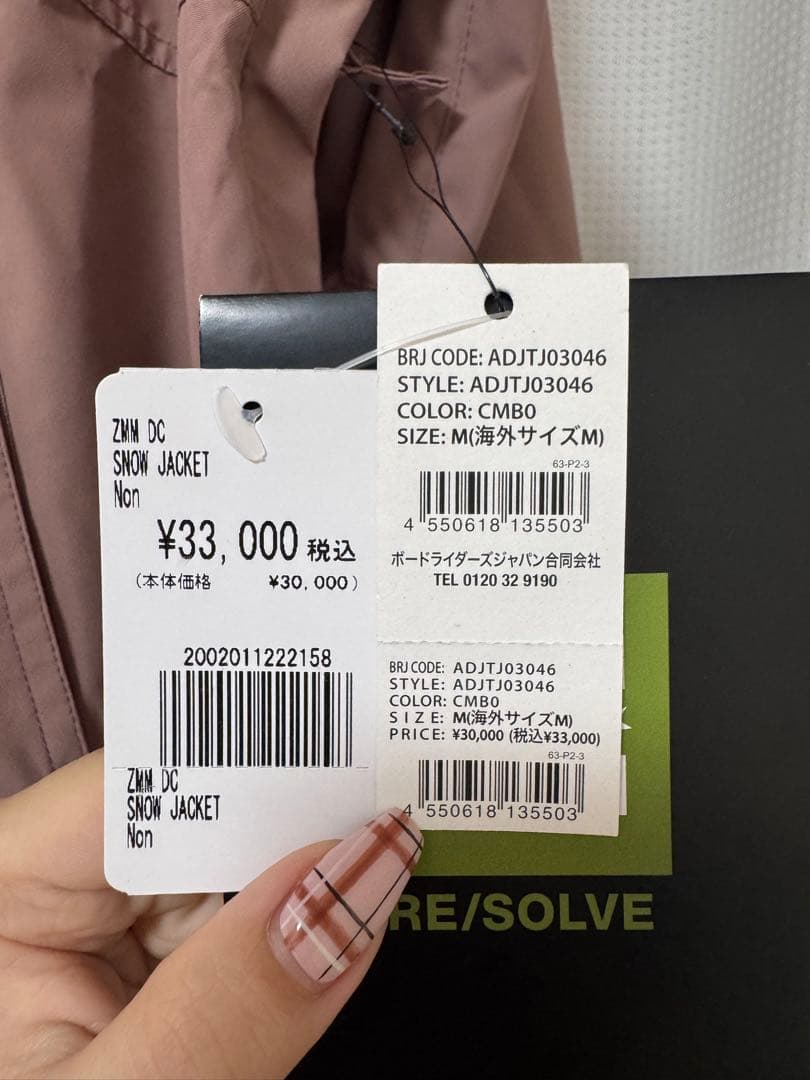 ZMM DC
SNOW JACKET
Non
¥33,000 税込
(本体価格 ¥30,000)
2002011222158
ZMM DC
SNOW JACKET
Non
BRJ CODE: ADJTJ03046
STYLE: ADJTJ03046
COLOR: CMB0
SIZE: M(海外サイズM)
63-P2-3
4 550618 135503
ボードライダーズジャパン合同会社
TEL 0120 32 9190
BRJ CODE: ADJTJ03046
STYLE: ADJTJ03046
COLOR: CMB0
SIZE: M(海外サイズM)
PRICE: ¥30,000 (税込¥33,000)
63-P2-3
4 550618 135503
RE/SOLVE